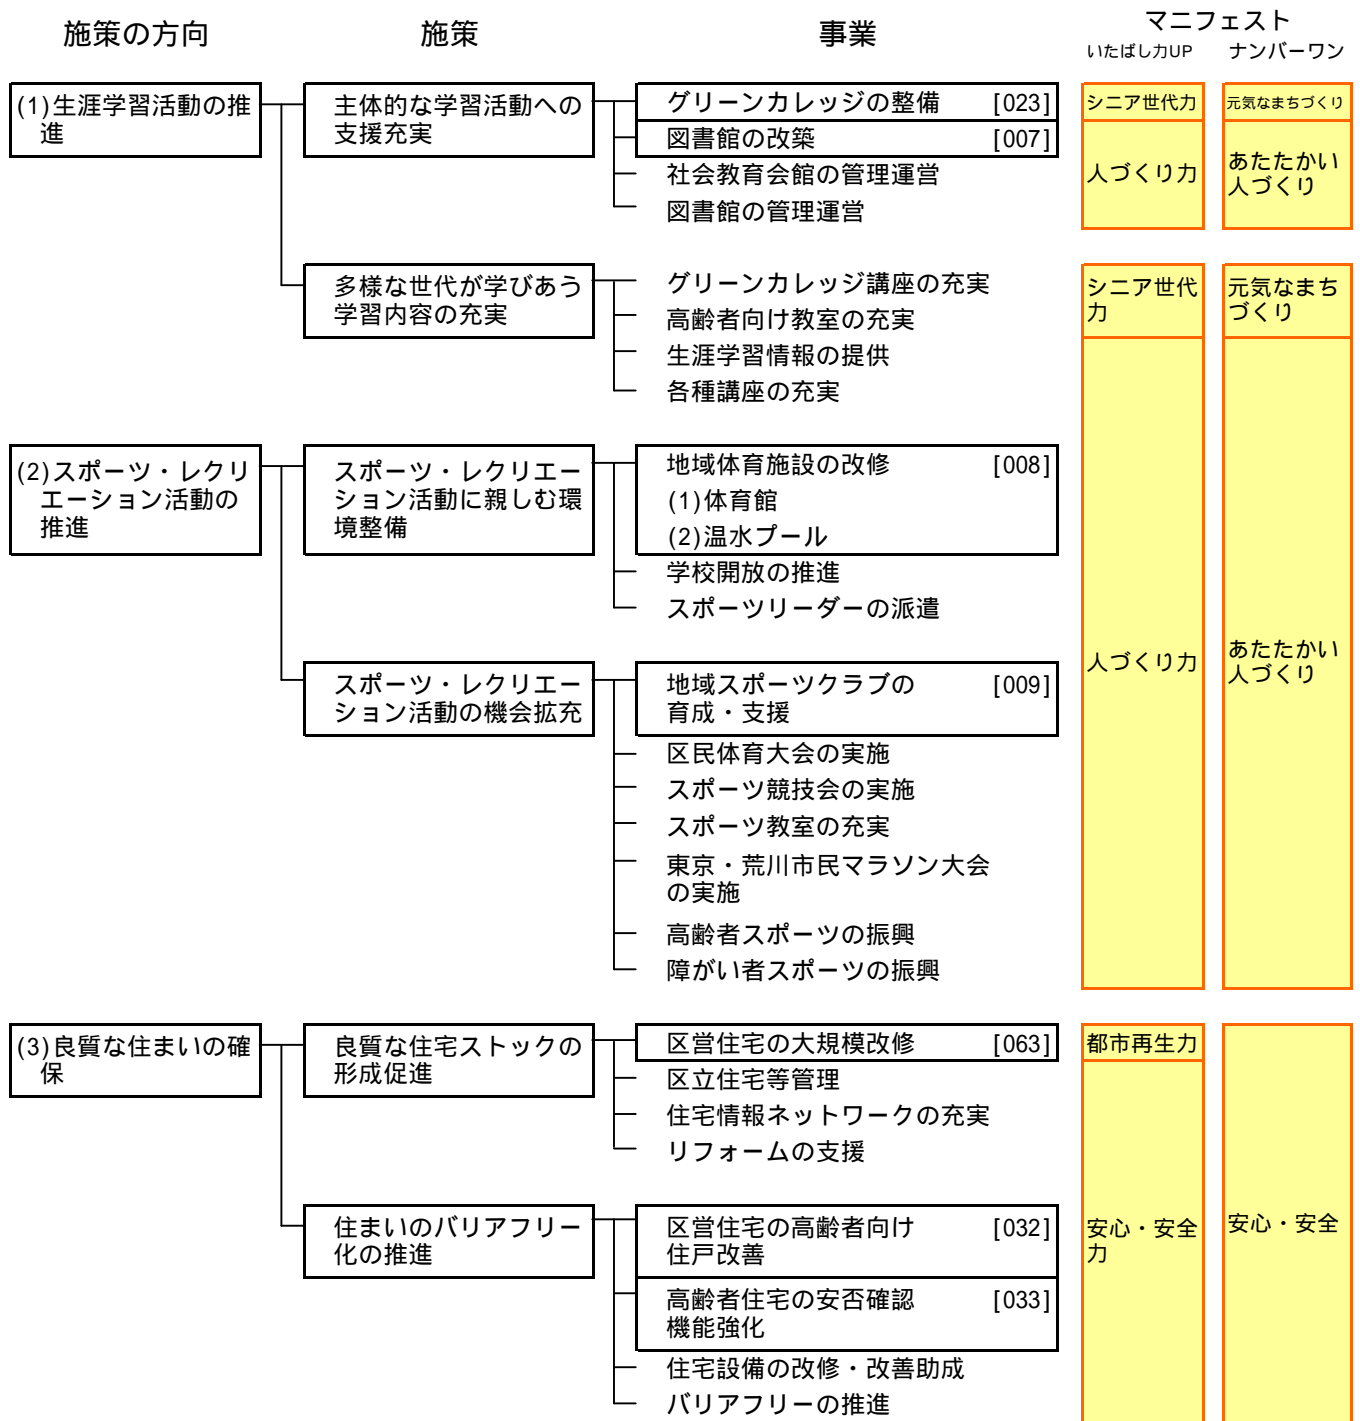 施策の方向
施策
事業
マニフェスト
いたばし力UP
ナンバーワン
(1)生涯学習活動の推
進
主体的な学習活動への
支援充実
グリーンカレッジの整備 [023]
図書館の改築 [007]
社会教育会館の管理運営
図書館の管理運営
シニア世代力
元気なまちづくり
人づくり力
あたたかい
人づくり
多様な世代が学びあう
学習内容の充実
グリーンカレッジ講座の充実
高齢者向け教室の充実
生涯学習情報の提供
各種講座の充実
シニア世代
力
元気なまち
づくり
(2)スポーツ・レクリ
エーション活動の
推進
スポーツ・レクリエー
ション活動に親しむ環
境整備
地域体育施設の改修 [008]
(1)体育館
(2)温水プール
学校開放の推進
スポーツリーダーの派遣
スポーツ・レクリエー
ション活動の機会拡充
地域スポーツクラブの [009]
育成・支援
区民体育大会の実施
スポーツ競技会の実施
スポーツ教室の充実
東京・荒川市民マラソン大会
の実施
高齢者スポーツの振興
障がい者スポーツの振興
人づくり力
あたたかい
人づくり
(3)良質な住まいの確
保
良質な住宅ストックの
形成促進
区営住宅の大規模改修 [063]
区立住宅等管理
住宅情報ネットワークの充実
リフォームの支援
都市再生力
住まいのバリアフリー
化の推進
区営住宅の高齢者向け [032]
住戸改善
高齢者住宅の安否確認 [033]
機能強化
住宅設備の改修・改善助成
バリアフリーの推進
安心・安全
力
安心・安全